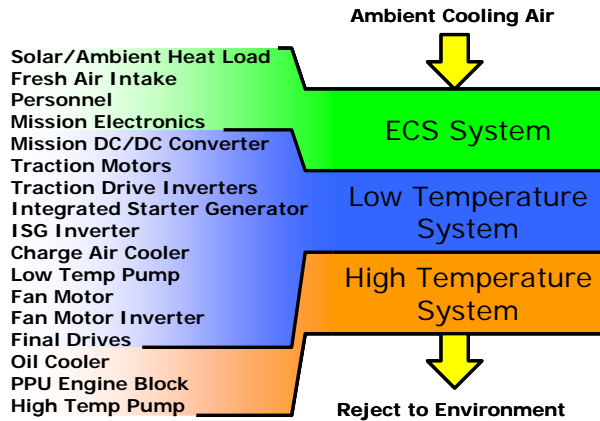 Ambient Cooling Air
Solar/Ambient Heat Load
Fresh Air Intake
Personnel
Mission Electronics
Mission DC/DC Converter
Traction Motors
Traction Drive Inverters
Integrated Starter Generator
ISG Inverter
Charge Air Cooler
Low Temp Pump
Fan Motor
Fan Motor Inverter
Final Drives
Oil Cooler
PPU Engine Block
High Temp Pump
ECS System
Low Temperature
System
High Temperature
System
Reject to Environment